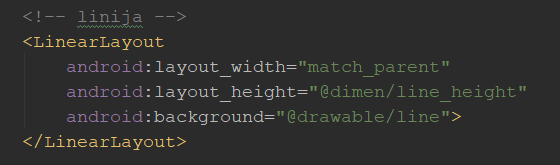 <!-- linija -->
<LinearLayout
    android:layout_width="match_parent"
    android:layout_height="@dimen/line_height"
    android:background="@drawable/line">
</LinearLayout>